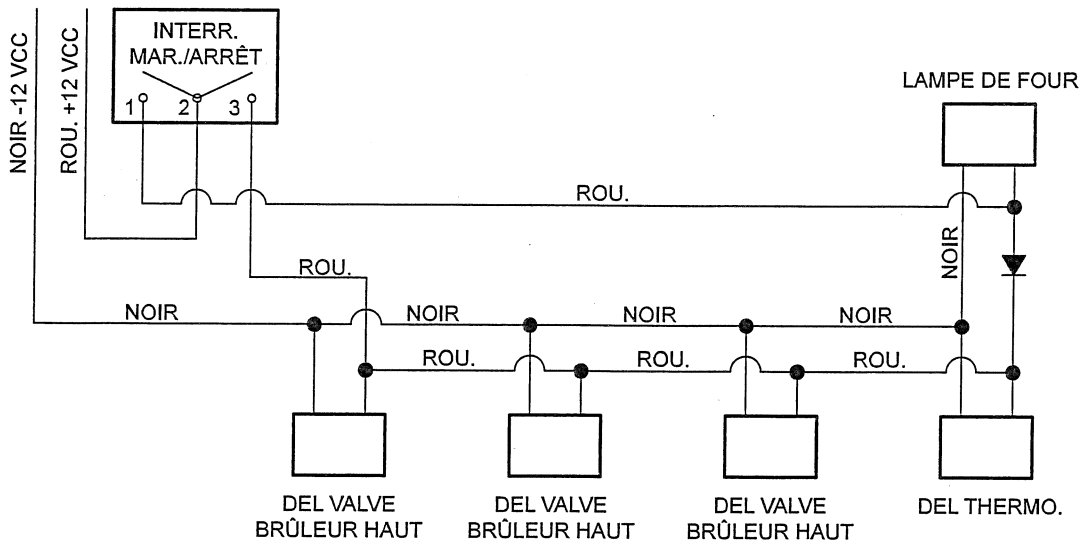 NOIR -12 VCC
ROU. +12 VCC
INTERR.
MAR./ARRÊT
1 2 3
LAMPE DE FOUR
ROU.
NOIR
ROU.
NOIR NOIR NOIR NOIR
ROU. ROU. ROU.
DEL VALVE
BRÛLEUR HAUT
DEL VALVE
BRÛLEUR HAUT
DEL VALVE
BRÛLEUR HAUT
DEL THERMO.